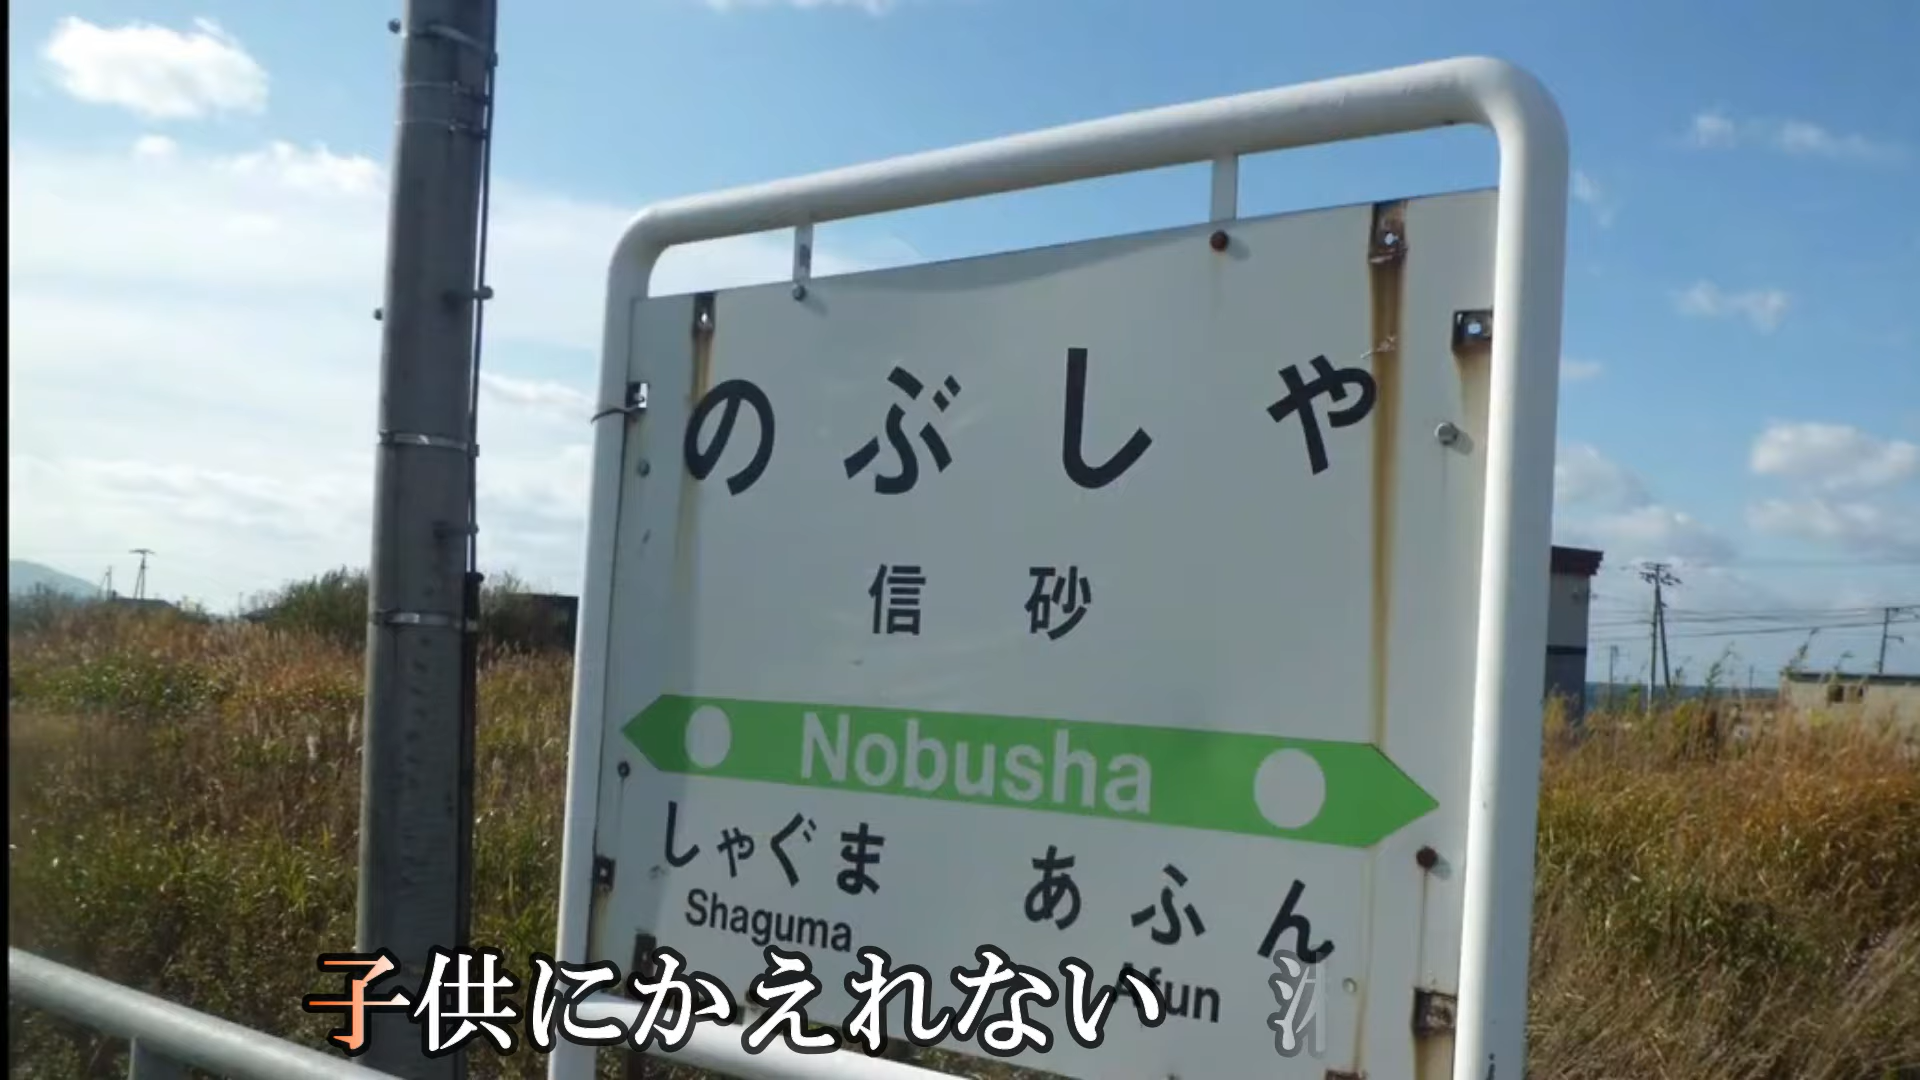 のぶしや
信砂
Nobusha
しゃぐま あふん
Shaguma Afun
子供にかえれない